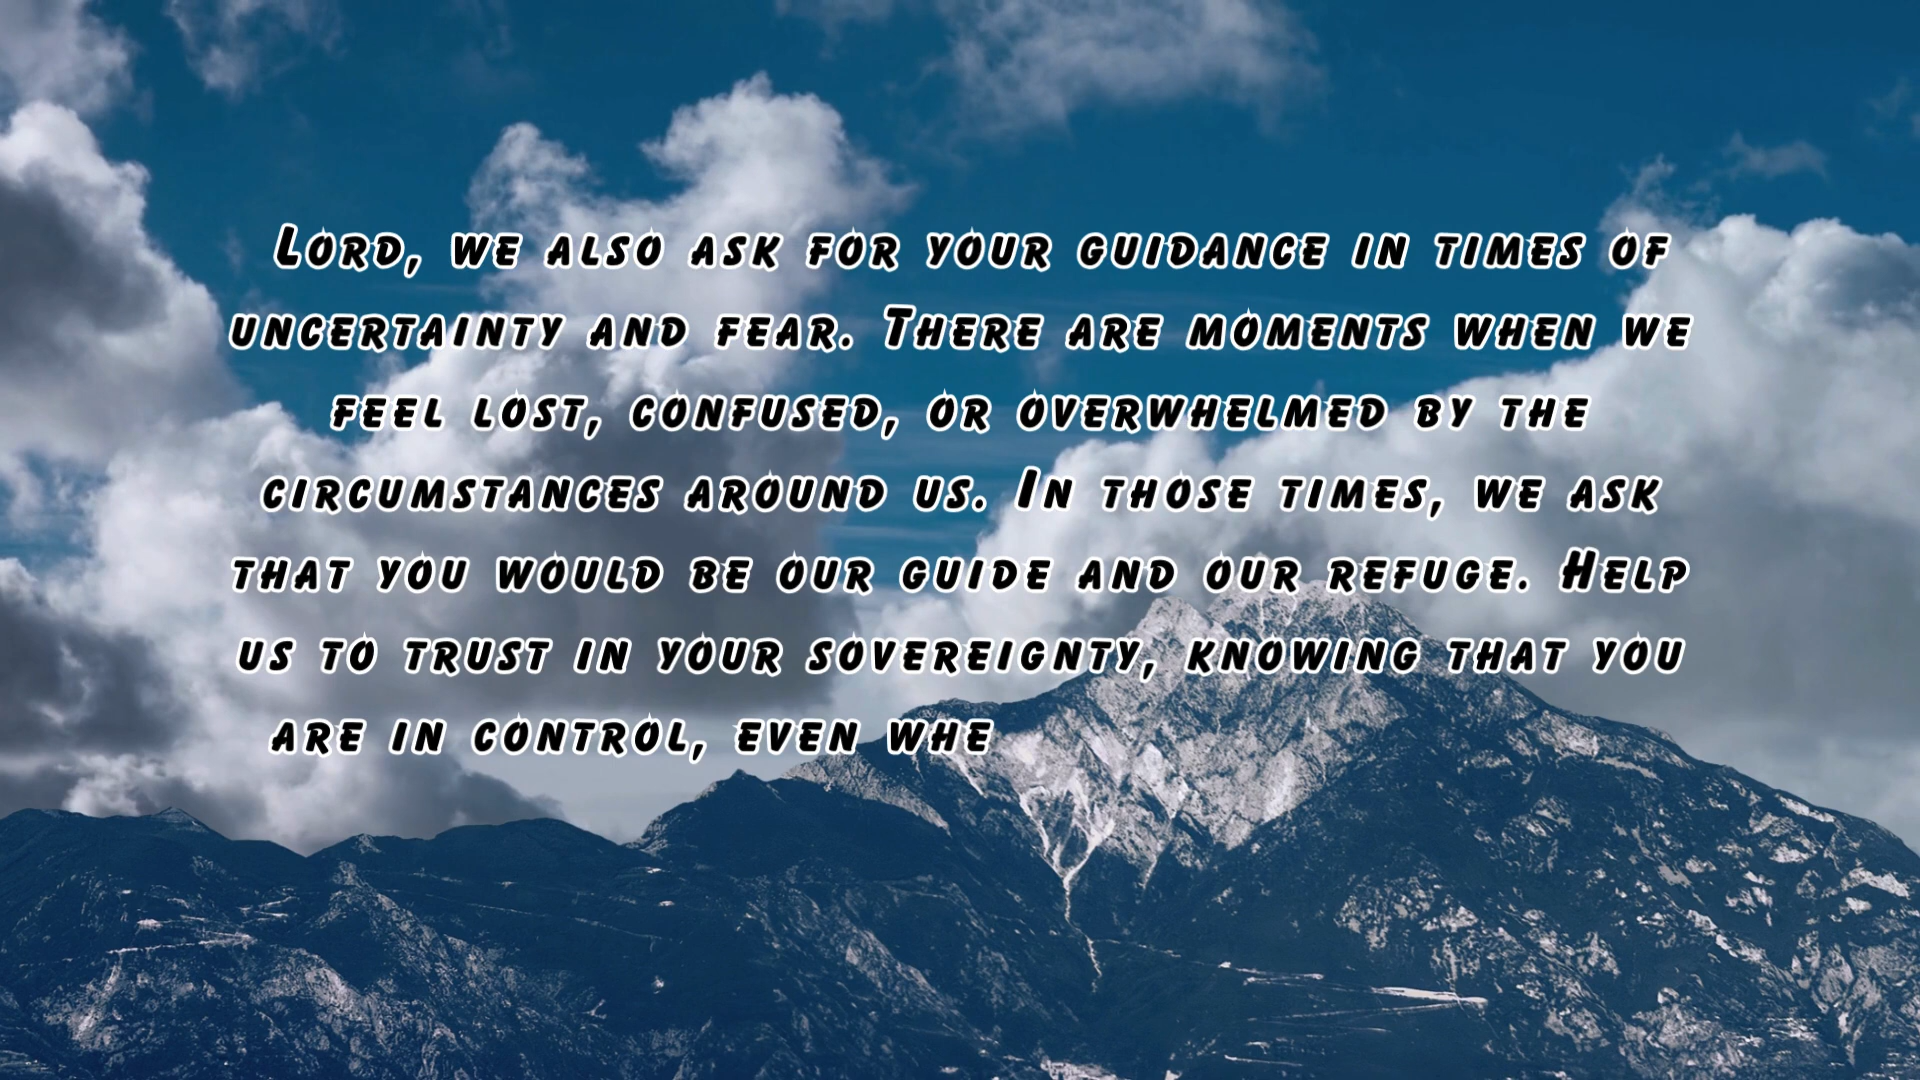 Lord, we also ask for your guidance in times of
uncertainty and fear. There are moments when we
feel lost, confused, or overwhelmed by the
circumstances around us. In those times, we ask
that you would be our guide and our refuge. Help
us to trust in your sovereignty, knowing that you
are in control, even whe